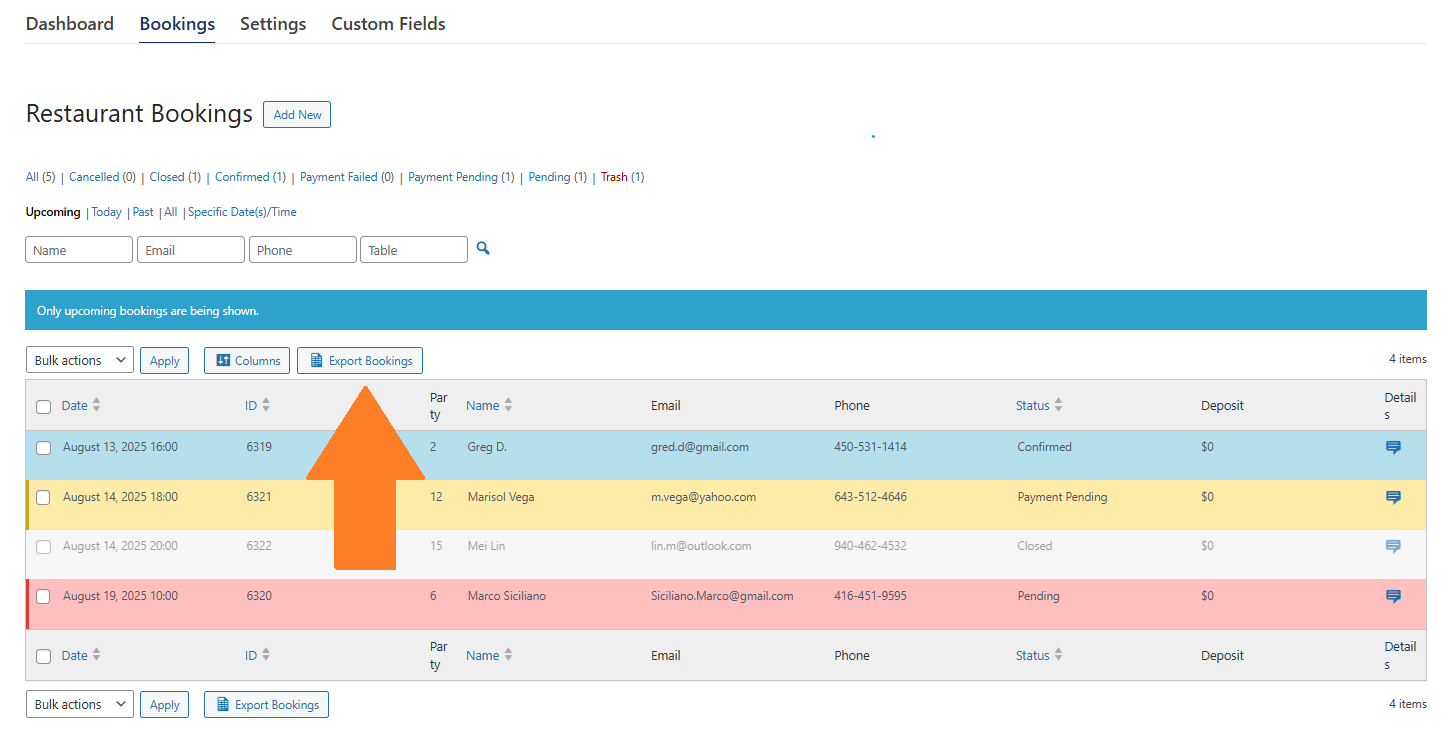 Dashboard Bookings Settings Custom Fields
Restaurant Bookings Add New
All (5) | Cancelled (0) | Closed (1) | Confirmed (1) | Payment Failed (0) | Payment Pending (1) | Pending (1) | Trash (1)
Upcoming | Today | Past | All | Specific Date(s)/Time
Name Email Phone Table
Only upcoming bookings are being shown.
Bulk actions Apply Columns Export Bookings 4 items
Date ID Party Name Email Phone Status Deposit Details
August 13, 2025 16:00 6319 2 Greg D. gred.d@gmail.com 450-531-1414 Confirmed $0
August 14, 2025 18:00 6321 12 Marisol Vega m.vega@yahoo.com 643-512-4646 Payment Pending $0
August 14, 2025 20:00 6322 15 Mei Lin lin.m@outlook.com 940-462-4532 Closed $0
August 19, 2025 10:00 6320 6 Marco Siciliano Siciliano.Marco@gmail.com 416-451-9595 Pending $0
Date ID Party Name Email Phone Status Deposit Details
Bulk actions Apply Export Bookings 4 items